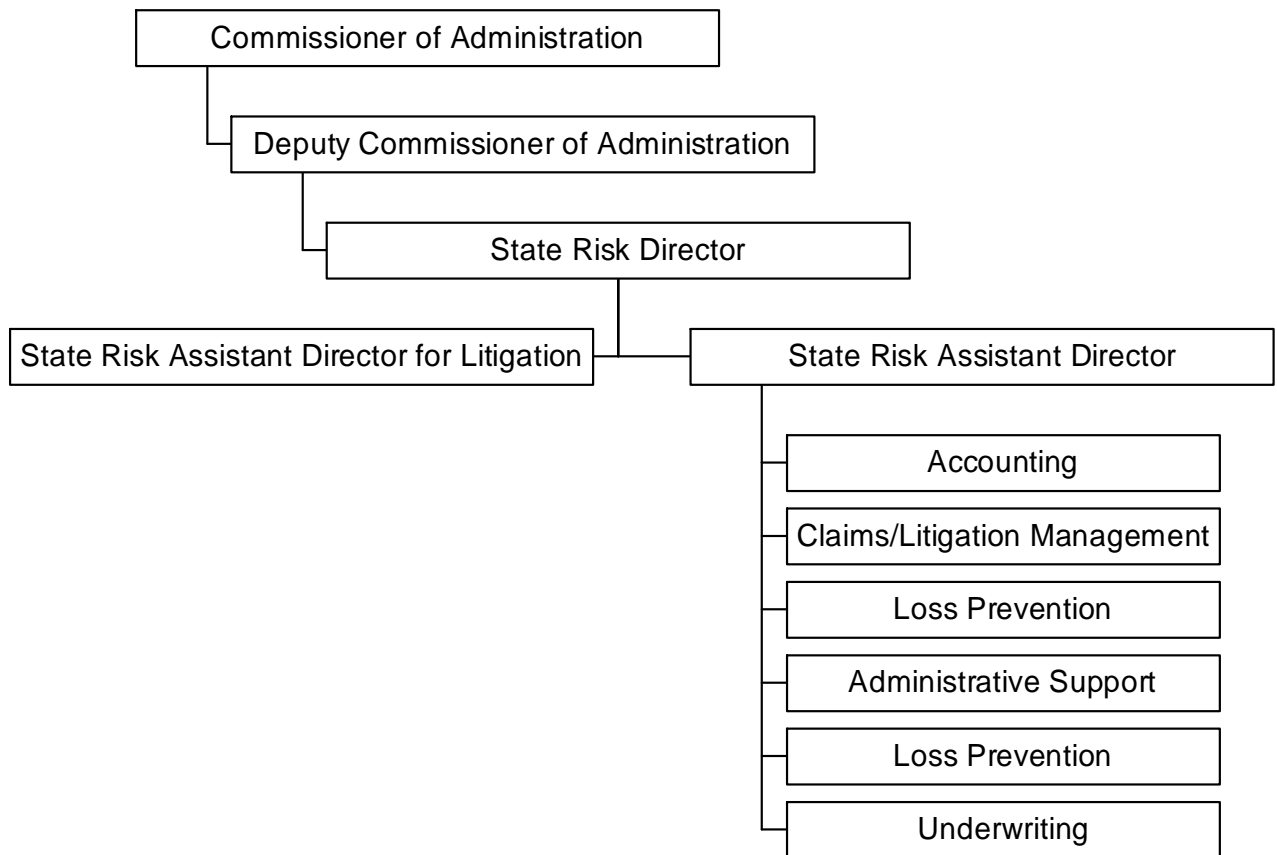 Commissioner of Administration
Deputy Commissioner of Administration
State Risk Director
State Risk Assistant Director for Litigation
State Risk Assistant Director
Accounting
Claims/Litigation Management
Loss Prevention
Administrative Support
Loss Prevention
Underwriting